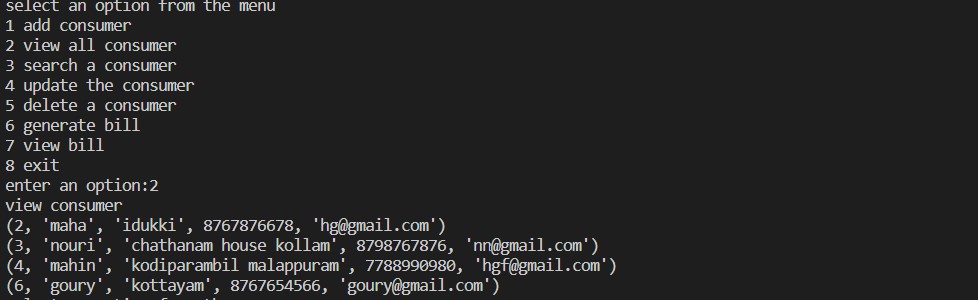 select an option from the menu
1 add consumer
2 view all consumer
3 search a consumer
4 update the consumer
5 delete a consumer
6 generate bill
7 view bill
8 exit
enter an option:2
view consumer
(2, 'maha', 'idukki', 8767876678, 'hg@gmail.com')
(3, 'nouri', 'chathanam house kollam', 8798767876, 'nn@gmail.com')
(4, 'mahin', 'kodiparambil malappuram', 7788990980, 'hgf@gmail.com')
(6, 'goury', 'kottayam', 8767654566, 'goury@gmail.com')